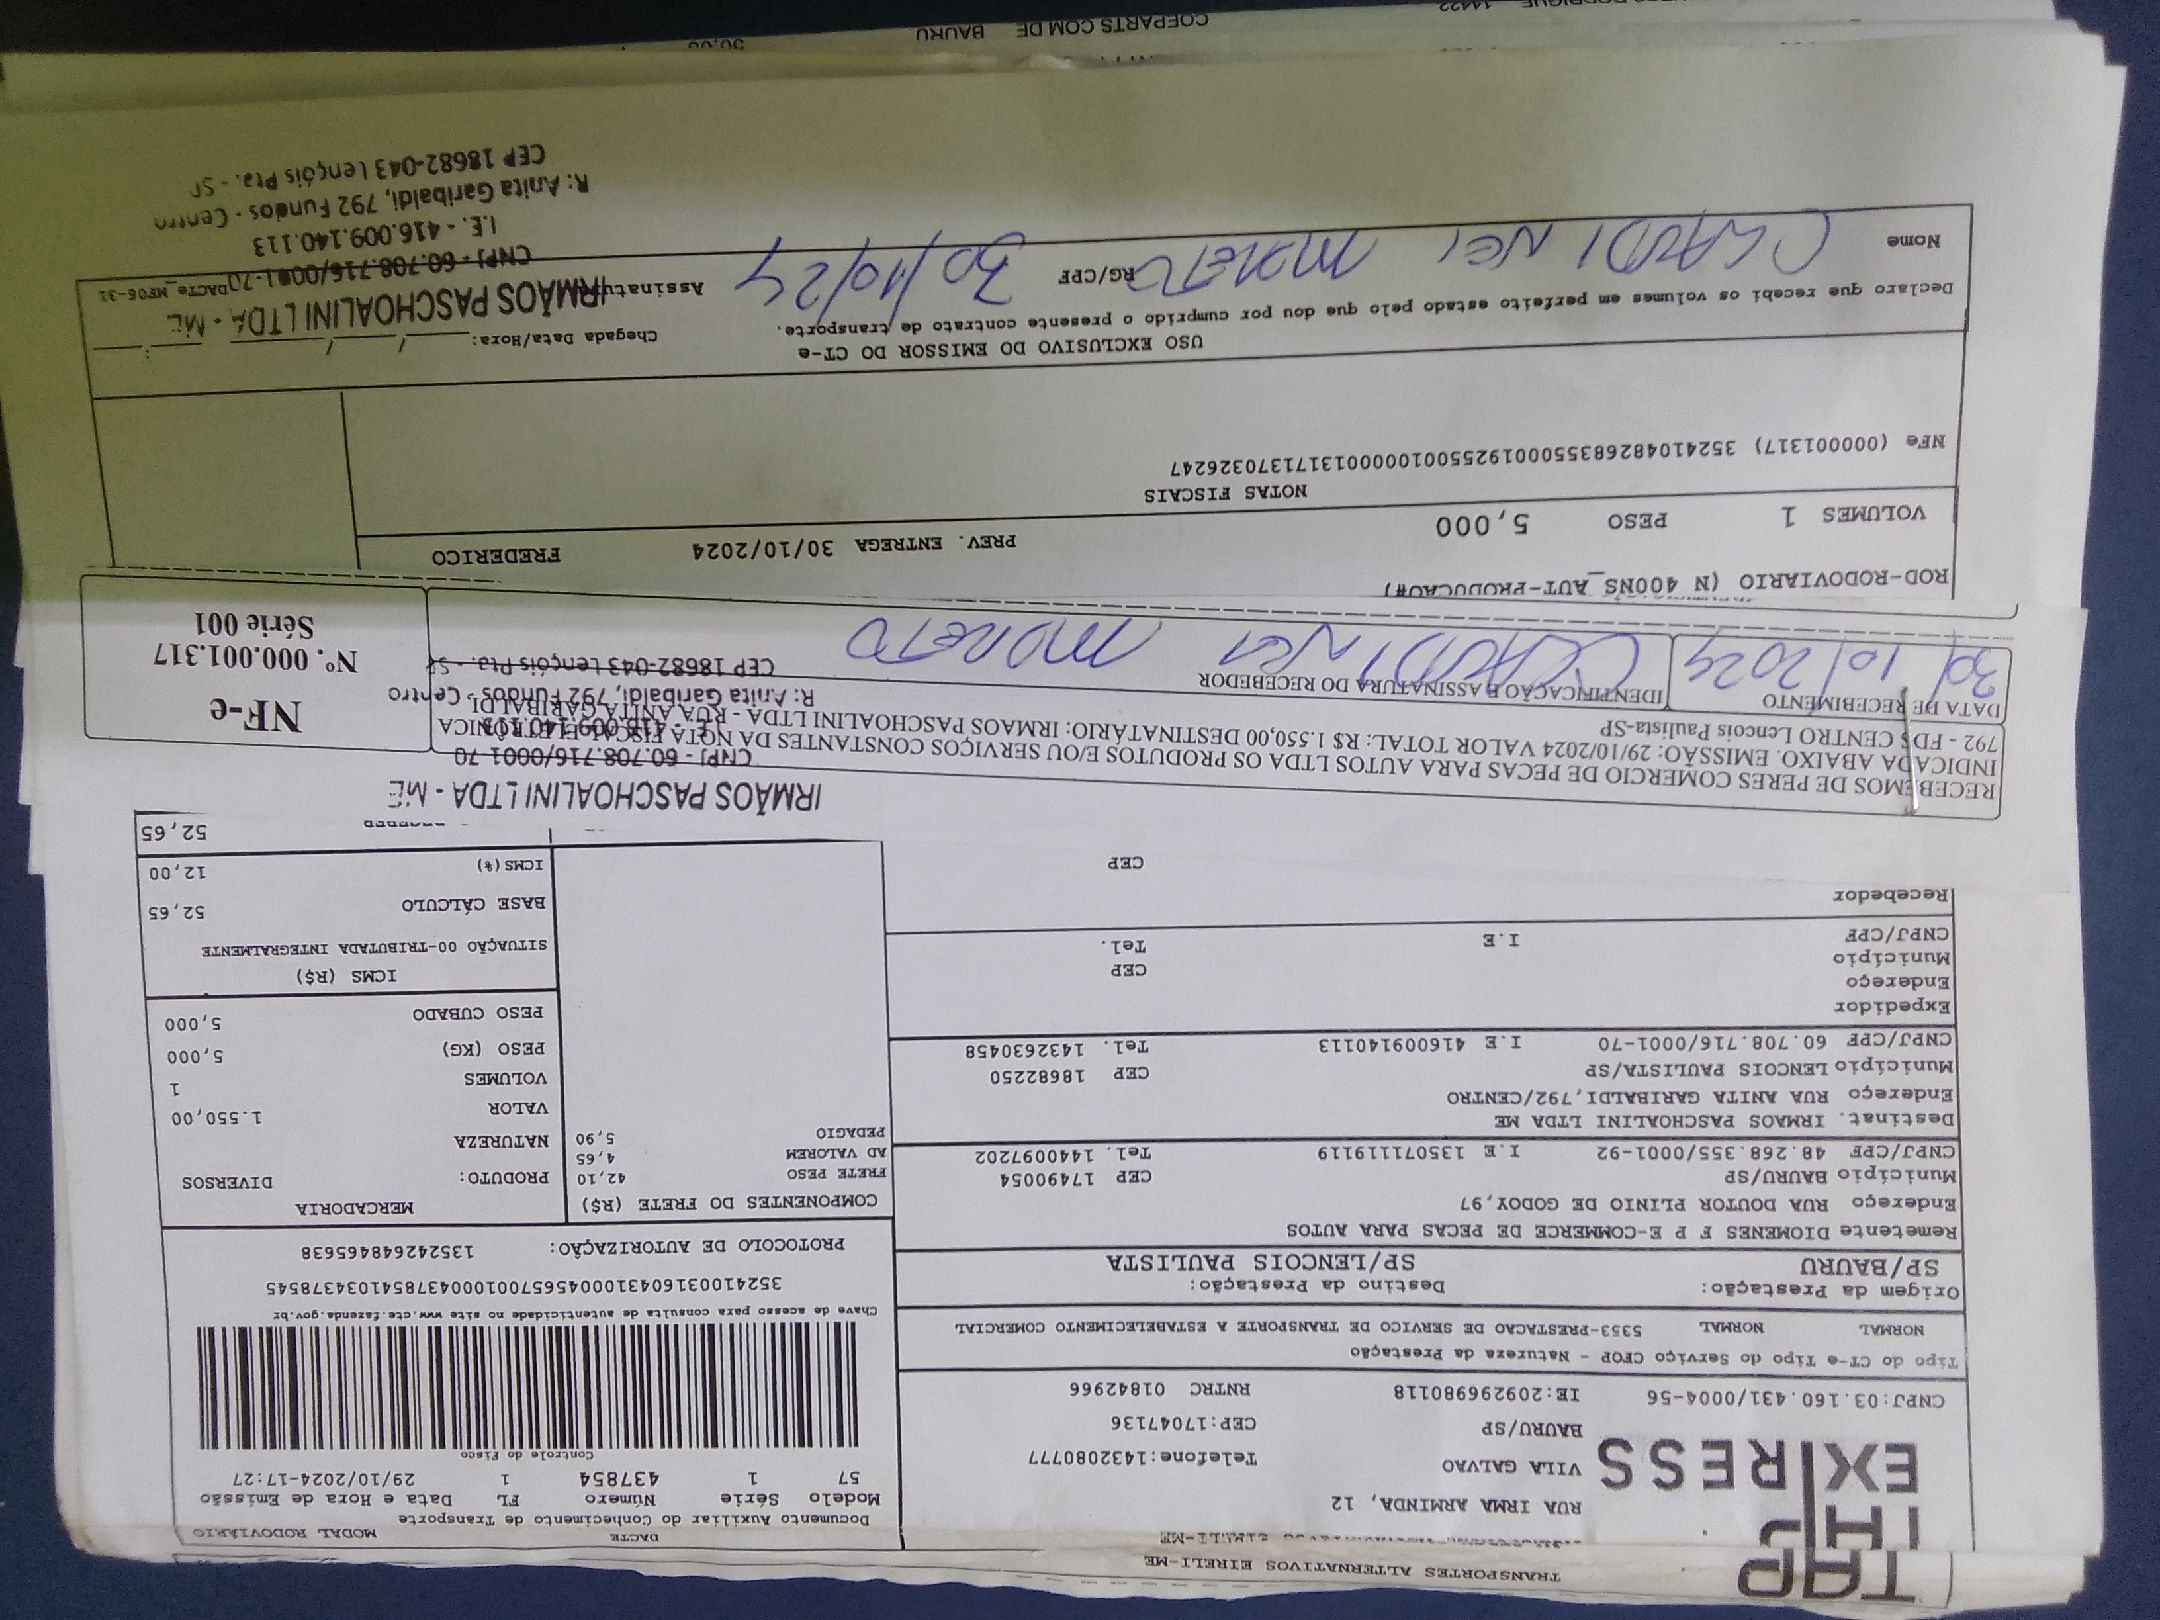 TRANSPORTES ALTERNATIVOS EIRELI-ME
RUA IRMA ARMINDA, 12
VILA GALVAO Telefone:1432080777
BAURU/SP CEP:17047136
CNPJ:03.160.431/0004-56 IE:209296980118 RNTRC 01842966
DACTE MODAL RODOVIÁRIO
Documento Auxiliar do Conhecimento de Transporte
Modelo Série Número FL Data e Hora de Emissão
57 1 437854 1 29/10/2024-17:27
Controle do Fisco
Chave de acesso para consulta de autenticidade no site www.cte.fazenda.gov.br
35241003160431000456570010004378541034378545
PROTOCOLO DE AUTORIZAÇÃO: 135242648465638
Tipo do CT-e Tipo do Serviço CFOP - Natureza da Prestação
NORMAL NORMAL 5353-PRESTACAO DE SERVICO DE TRANSPORTE A ESTABELECIMENTO COMERCIAL
Origem da Prestação: Destino da Prestação:
SP/BAURU SP/LENCOIS PAULISTA
Remetente DIOMENES F P E-COMMERCE DE PECAS PARA AUTOS
Endereço RUA DOUTOR PLINIO DE GODOY,97
Município BAURU/SP CEP 17490054
CNPJ/CPF 48.268.355/0001-92 I.E 135071119119 Tel. 1440097202
Destinat. IRMAOS PASCHOALINI LTDA ME
Endereço RUA ANITA GARIBALDI,792/CENTRO
Município LENCOIS PAULISTA/SP CEP 18682250
CNPJ/CPF 60.708.716/0001-70 I.E 416009140113 Tel. 1432630458
Expedidor
Endereço
Município CEP
CNPJ/CPF I.E Tel.
Recebedor
CEP
COMPONENTES DO FRETE (R$)
FRETE PESO 42,10
AD VALOREM 4,65
PEDAGIO 5,90
MERCADORIA
PRODUTO: DIVERSOS
NATUREZA
VALOR 1.550,00
VOLUMES 1
PESO (KG) 5,000
PESO CUBADO 5,000
ICMS (R$)
SITUAÇÃO 00-TRIBUTADA INTEGRALMENTE
BASE CÁLCULO 52,65
ICMS(%) 12,00
52,65
IRMÃOS PASCHOALINI LTDA - ME
CNPJ - 60.708.716/0001-70
I.E. - 416.009.140.113
R: Anita Garibaldi, 792 Fundos - Centro
CEP 18682-043 Lençóis Pta. - SP
RECEBEMOS DE PERES COMERCIO DE PECAS PARA AUTOS LTDA OS PRODUTOS E/OU SERVIÇOS CONSTANTES DA NOTA FISCAL ELETRÔNICA
INDICADA ABAIXO. EMISSÃO: 29/10/2024 VALOR TOTAL: R$ 1.550,00 DESTINATÁRIO: IRMAOS PASCHOALINI LTDA - RUA ANITA GARIBALDI,
792 - FDS CENTRO Lencois Paulista-SP
DATA DE RECEBIMENTO IDENTIFICAÇÃO E ASSINATURA DO RECEBEDOR
30/10/2024 CLAUDINEI MORETO
NF-e
Nº. 000.001.317
Série 001
ROD-RODOVIARIO (N 400NS_AUT-PRODUCAO#)
VOLUMES 1 PESO 5,000 PREV. ENTREGA 30/10/2024 FREDERICO
NOTAS FISCAIS
NFe (000001317) 35241048268355000192550010000013171370326247
USO EXCLUSIVO DO EMISSOR DO CT-e
Declaro que recebi os volumes em perfeito estado pelo que dou por cumprido o presente contrato de transporte.
Chegada Data/Hora: / / :
Nome CLAUDINEI MORETO RG/CPF 30/10/24 Assinatura
DACTe_MF06-31
IRMÃOS PASCHOALINI LTDA - ME
CNPJ - 60.708.716/0001-70
I.E. - 416.009.140.113
R: Anita Garibaldi, 792 Fundos - Centro
CEP 18682-043 Lençóis Pta. - SP
COEPARTS COM DE BAURU